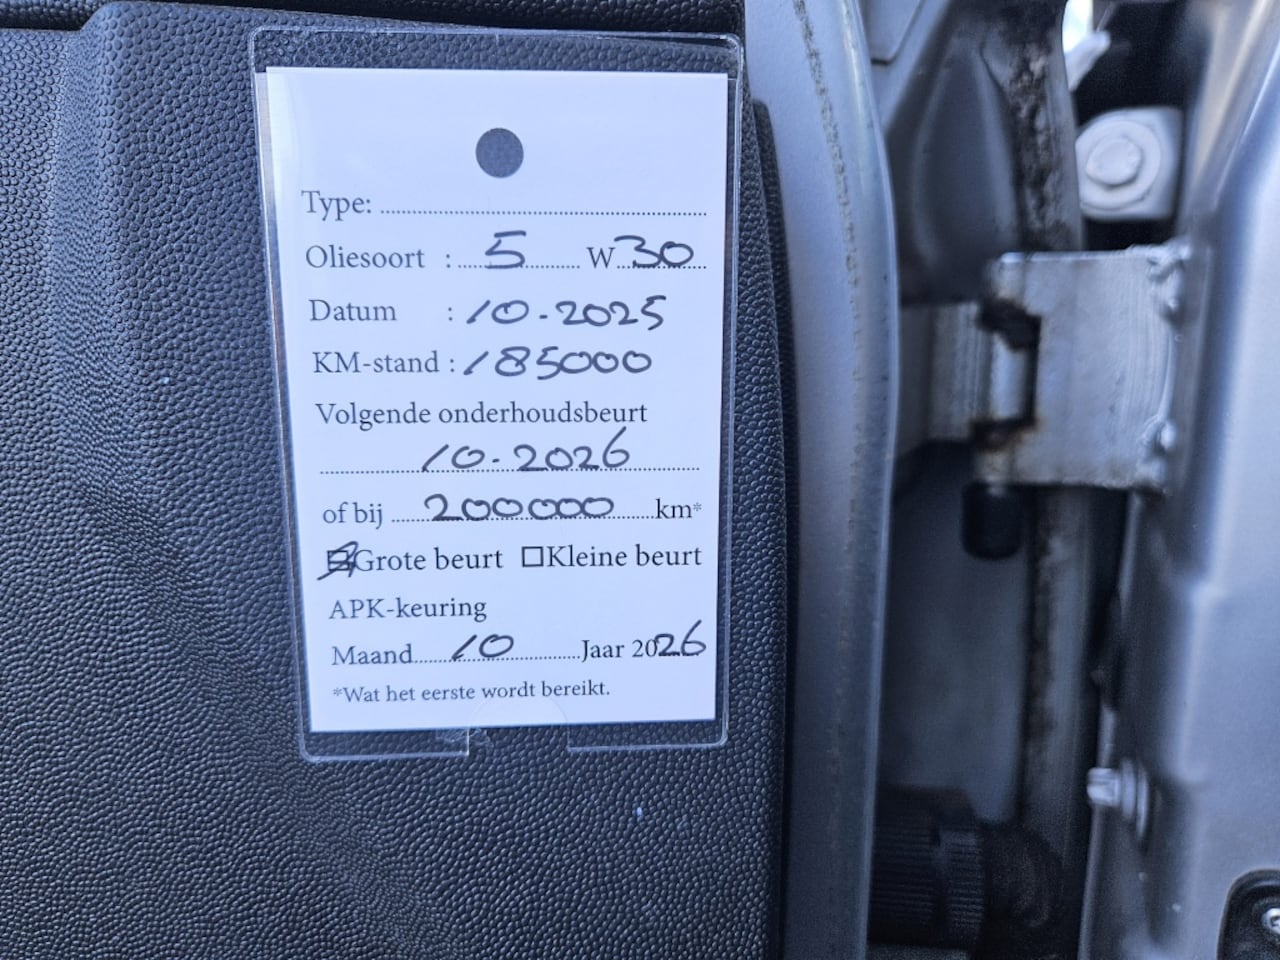 Type:
Oliesoort : 5 W 30
Datum : 10.2025
KM-stand : 185000
Volgende onderhoudsbeurt
10.2026
of bij 200000 km*
Grote beurt Kleine beurt
APK-keuring
Maand 10 Jaar 2026
*Wat het eerste wordt bereikt.